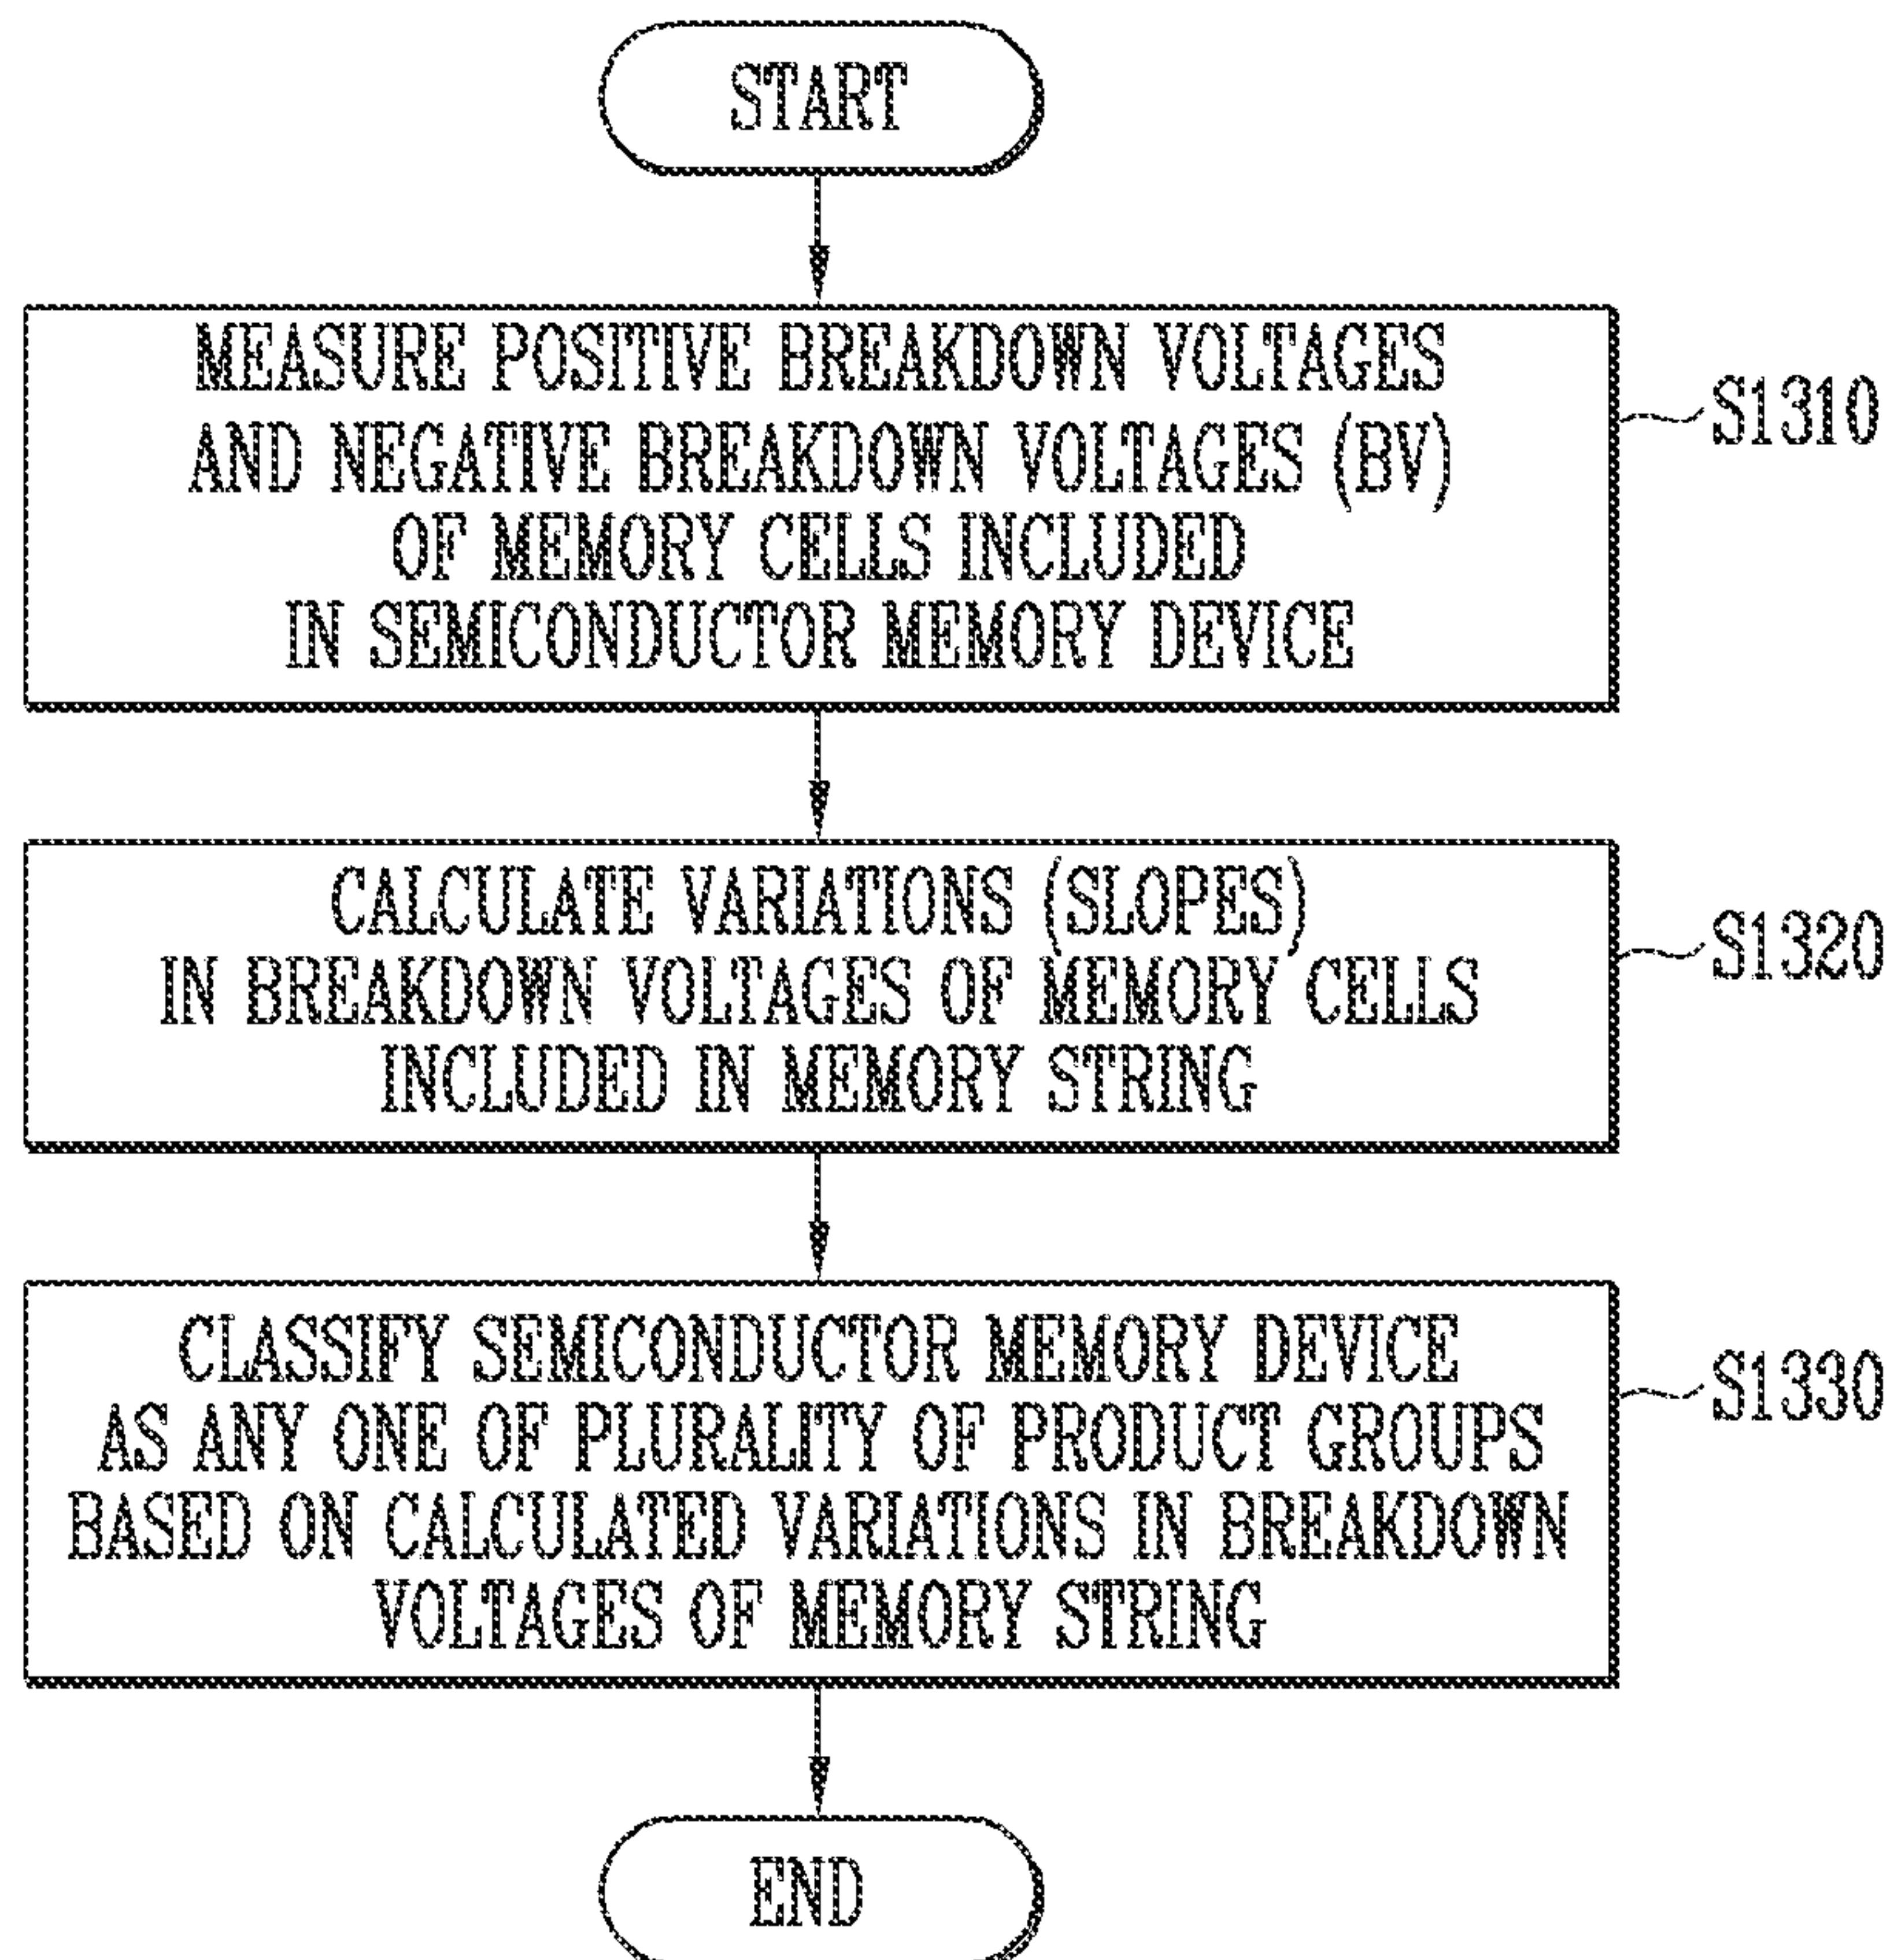 START
MEASURE POSITIVE BREAKDOWN VOLTAGES
AND NEGATIVE BREAKDOWN VOLTAGES (BV)
OF MEMORY CELLS INCLUDED
IN SEMICONDUCTOR MEMORY DEVICE
S1310
CALCULATE VARIATIONS (SLOPES)
IN BREAKDOWN VOLTAGES OF MEMORY CELLS
INCLUDED IN MEMORY STRING
S1320
CLASSIFY SEMICONDUCTOR MEMORY DEVICE
AS ANY ONE OF PLURALITY OF PRODUCT GROUPS
BASED ON CALCULATED VARIATIONS IN BREAKDOWN
VOLTAGES OF MEMORY STRING
S1330
END